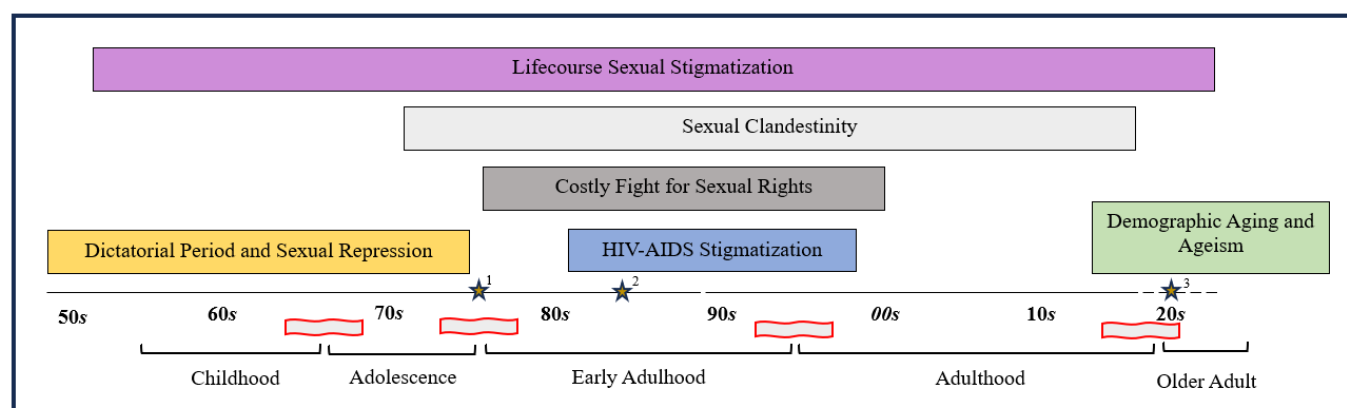 Lifecourse Sexual Stigmatization
Sexual Clandestinity
Costly Fight for Sexual Rights
Dictatorial Period and Sexual Repression
HIV-AIDS Stigmatization
Demographic Aging and
Ageism
1
2
3
50s
60s
70s
80s
90s
00s
10s
20s
Childhood
Adolescence
Early Adulhood
Adulthood
Older Adult